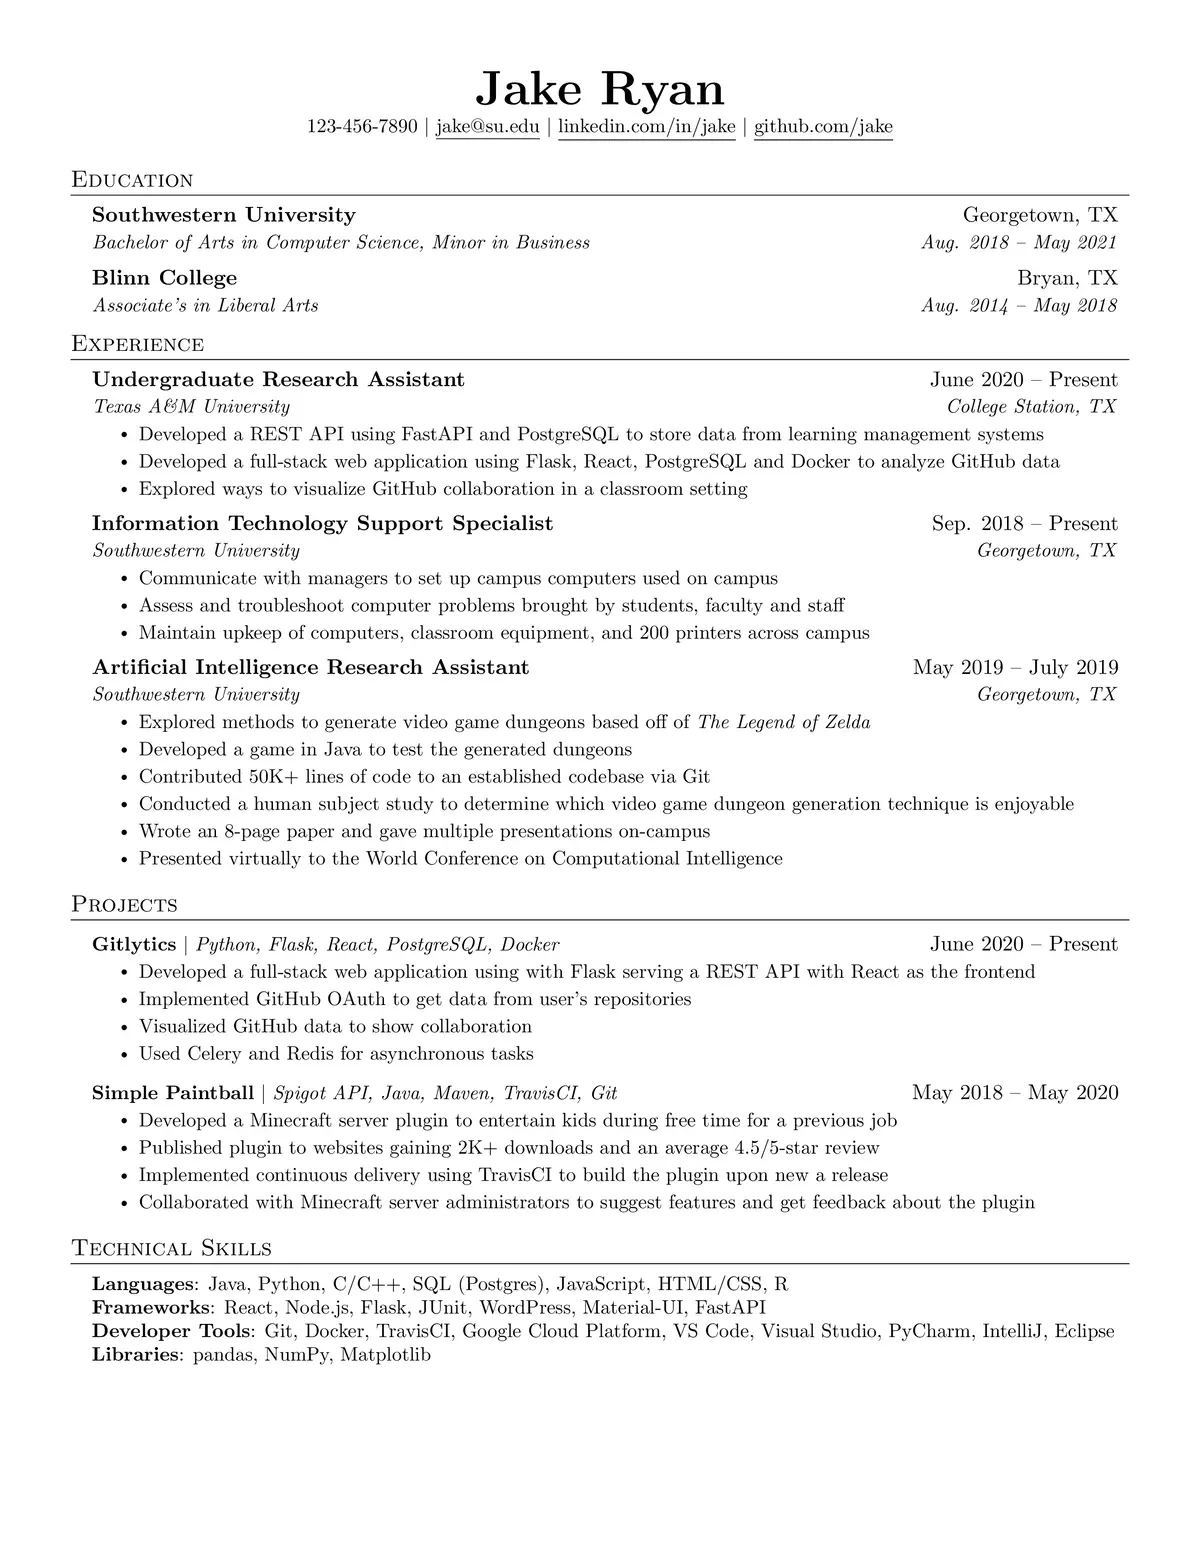 Jake Ryan
123-456-7890 | jake@su.edu | linkedin.com/in/jake | github.com/jake
Education
Southwestern University Georgetown, TX
Bachelor of Arts in Computer Science, Minor in Business Aug. 2018 – May 2021
Blinn College Bryan, TX
Associate's in Liberal Arts Aug. 2014 – May 2018
Experience
Undergraduate Research Assistant June 2020 – Present
Texas A&M University College Station, TX
• Developed a REST API using FastAPI and PostgreSQL to store data from learning management systems
• Developed a full-stack web application using Flask, React, PostgreSQL and Docker to analyze GitHub data
• Explored ways to visualize GitHub collaboration in a classroom setting
Information Technology Support Specialist Sep. 2018 – Present
Southwestern University Georgetown, TX
• Communicate with managers to set up campus computers used on campus
• Assess and troubleshoot computer problems brought by students, faculty and staff
• Maintain upkeep of computers, classroom equipment, and 200 printers across campus
Artificial Intelligence Research Assistant May 2019 – July 2019
Southwestern University Georgetown, TX
• Explored methods to generate video game dungeons based off of The Legend of Zelda
• Developed a game in Java to test the generated dungeons
• Contributed 50K+ lines of code to an established codebase via Git
• Conducted a human subject study to determine which video game dungeon generation technique is enjoyable
• Wrote an 8-page paper and gave multiple presentations on-campus
• Presented virtually to the World Conference on Computational Intelligence
Projects
Gitlytics | Python, Flask, React, PostgreSQL, Docker June 2020 – Present
• Developed a full-stack web application using with Flask serving a REST API with React as the frontend
• Implemented GitHub OAuth to get data from user's repositories
• Visualized GitHub data to show collaboration
• Used Celery and Redis for asynchronous tasks
Simple Paintball | Spigot API, Java, Maven, TravisCI, Git May 2018 – May 2020
• Developed a Minecraft server plugin to entertain kids during free time for a previous job
• Published plugin to websites gaining 2K+ downloads and an average 4.5/5-star review
• Implemented continuous delivery using TravisCI to build the plugin upon new a release
• Collaborated with Minecraft server administrators to suggest features and get feedback about the plugin
Technical Skills
Languages: Java, Python, C/C++, SQL (Postgres), JavaScript, HTML/CSS, R
Frameworks: React, Node.js, Flask, JUnit, WordPress, Material-UI, FastAPI
Developer Tools: Git, Docker, TravisCI, Google Cloud Platform, VS Code, Visual Studio, PyCharm, IntelliJ, Eclipse
Libraries: pandas, NumPy, Matplotlib